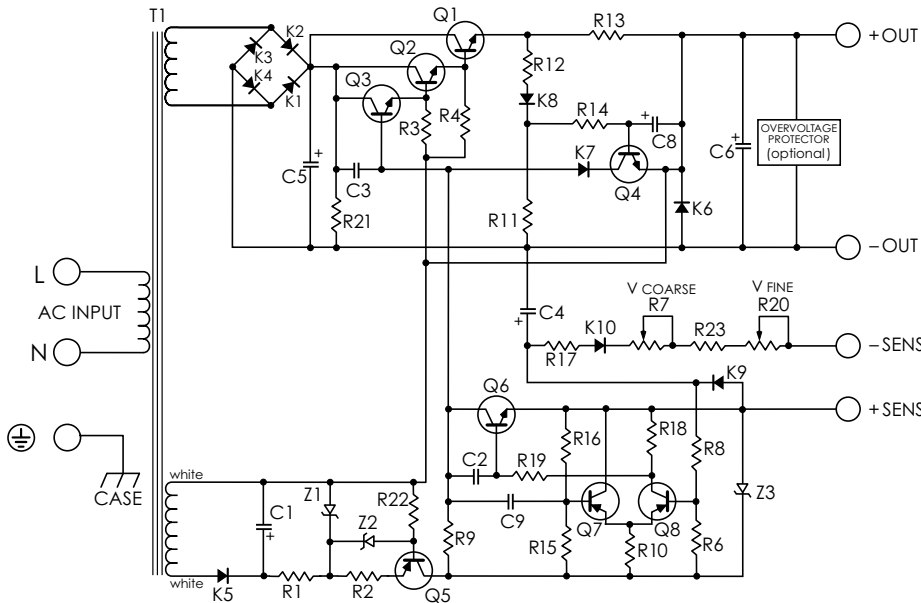 T1
K2
K3
K4
K1
Q1
Q2
Q3
R3
R4
C5
+
C3
R21
R13
R12
K8
R14
+
C8
K7
Q4
R11
K6
C6
+
OVERVOLTAGE
PROTECTOR
(optional)
+OUT
−OUT
L
AC INPUT
N
CASE
C4
+
R17
K10
V COARSE
R7
R23
V FINE
R20
−SENS
K9
+SENS
Q6
R16
R18
R8
C2
R19
C9
Q7
Q8
Z3
R9
R15
R10
R6
white
C1
+
Z1
Z2
R22
white
K5
R1
R2
Q5